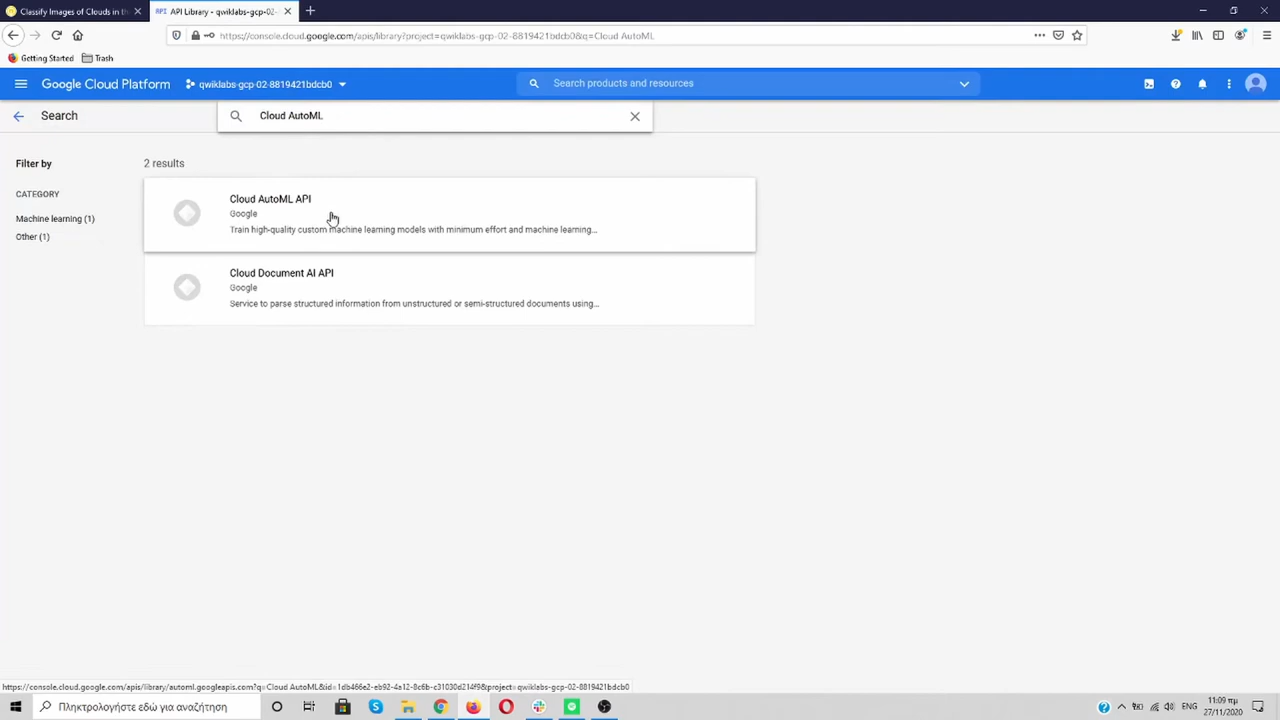 Classify Images of Clouds in th
API API Library - qwiklabs-gcp-02-
https://console.cloud.google.com/apis/library?project=qwiklabs-gcp-02-8819421bdcb0&q=Cloud AutoML
Getting Started Trash
Google Cloud Platform qwiklabs-gcp-02-8819421bdcb0 Search products and resources
Search Cloud AutoML
Filter by
2 results
CATEGORY
Machine learning (1)
Other (1)
Cloud AutoML API
Google
Train high-quality custom machine learning models with minimum effort and machine learning...
Cloud Document AI API
Google
Service to parse structured information from unstructured or semi-structured documents using...
https://console.cloud.google.com/apis/library/automl.googleapis.com?q=Cloud AutoML&id=1db466e2-eb92-4a12-8c6b-c31030d214f9&project=qwiklabs-gcp-02-8819421bdcb0
Πληκτρολογήστε εδώ για αναζήτηση
ENG
11:09 πμ
27/11/2020